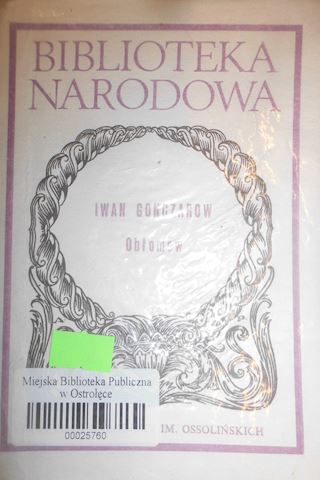 BIBLIOTEKA
NARODOWA
IWAN GONCZAROW
Obłomow
Miejska Biblioteka Publiczna
w Ostrołęce
00025760
IM. OSSOLIŃSKICH